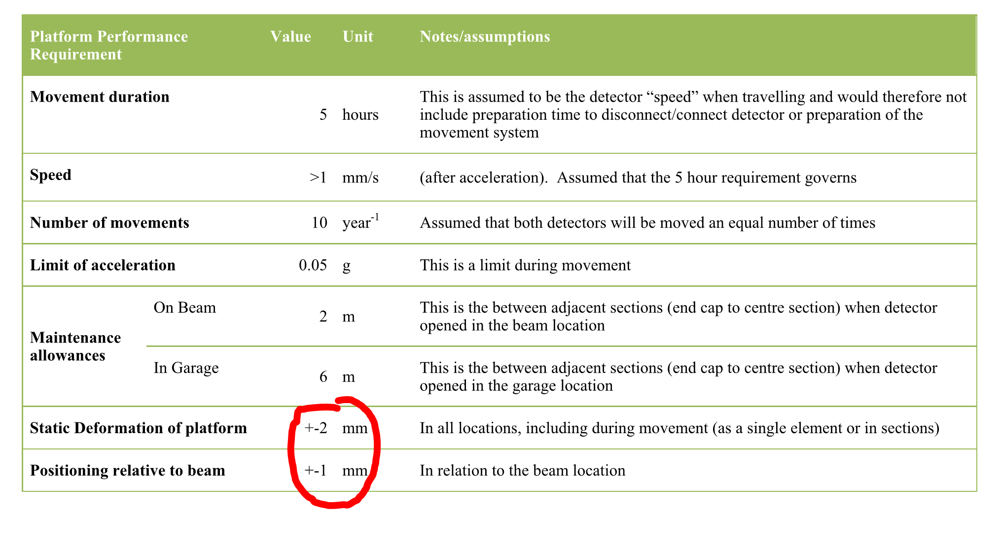 Platform Performance Requirement Value Unit Notes/assumptions
Movement duration 5 hours This is assumed to be the detector “speed” when travelling and would therefore not
include preparation time to disconnect/connect detector or preparation of the
movement system
Speed >1 mm/s (after acceleration).  Assumed that the 5 hour requirement governs
Number of movements 10 year-1 Assumed that both detectors will be moved an equal number of times
Limit of acceleration 0.05 g This is a limit during movement
Maintenance allowances
On Beam 2 m This is the between adjacent sections (end cap to centre section) when detector
opened in the beam location
In Garage 6 m This is the between adjacent sections (end cap to centre section) when detector
opened in the garage location
Static Deformation of platform +-2 mm In all locations, including during movement (as a single element or in sections)
Positioning relative to beam +-1 mm In relation to the beam location